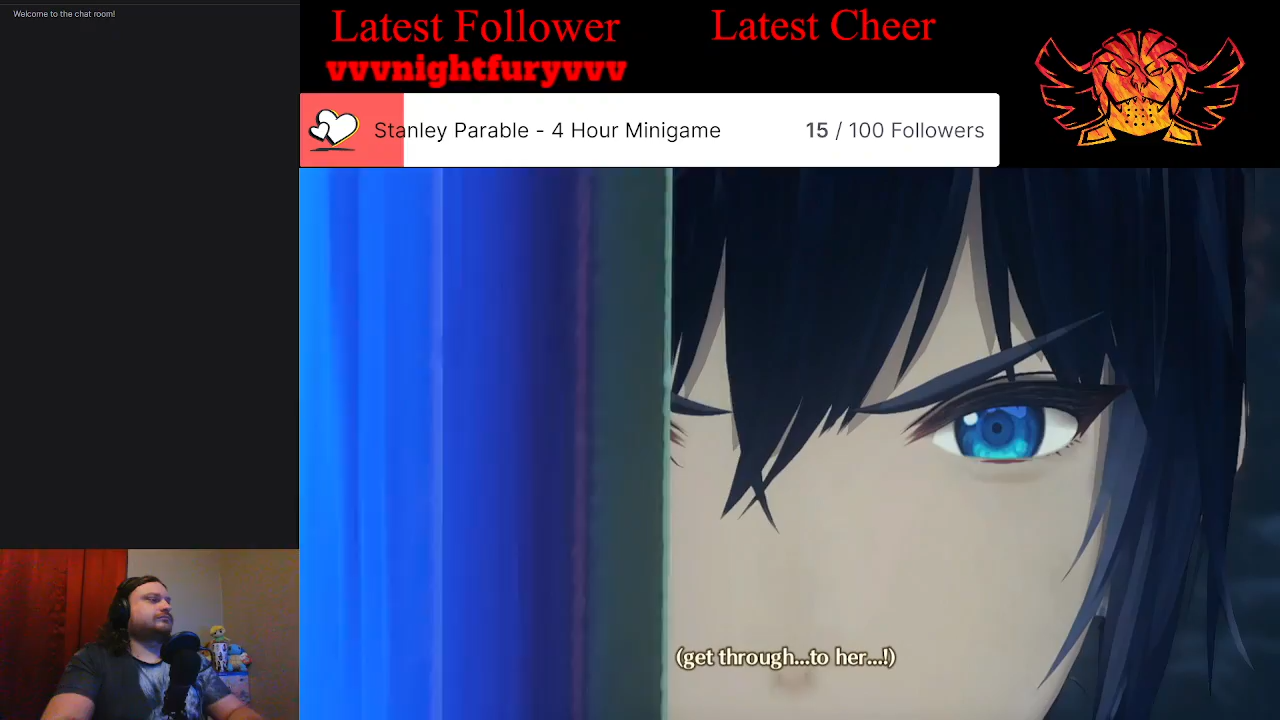 Welcome to the chat room!
Latest Follower
vvvnightfuryvvv
Latest Cheer
Stanley Parable - 4 Hour Minigame
15 / 100 Followers
(get through...to her...!)